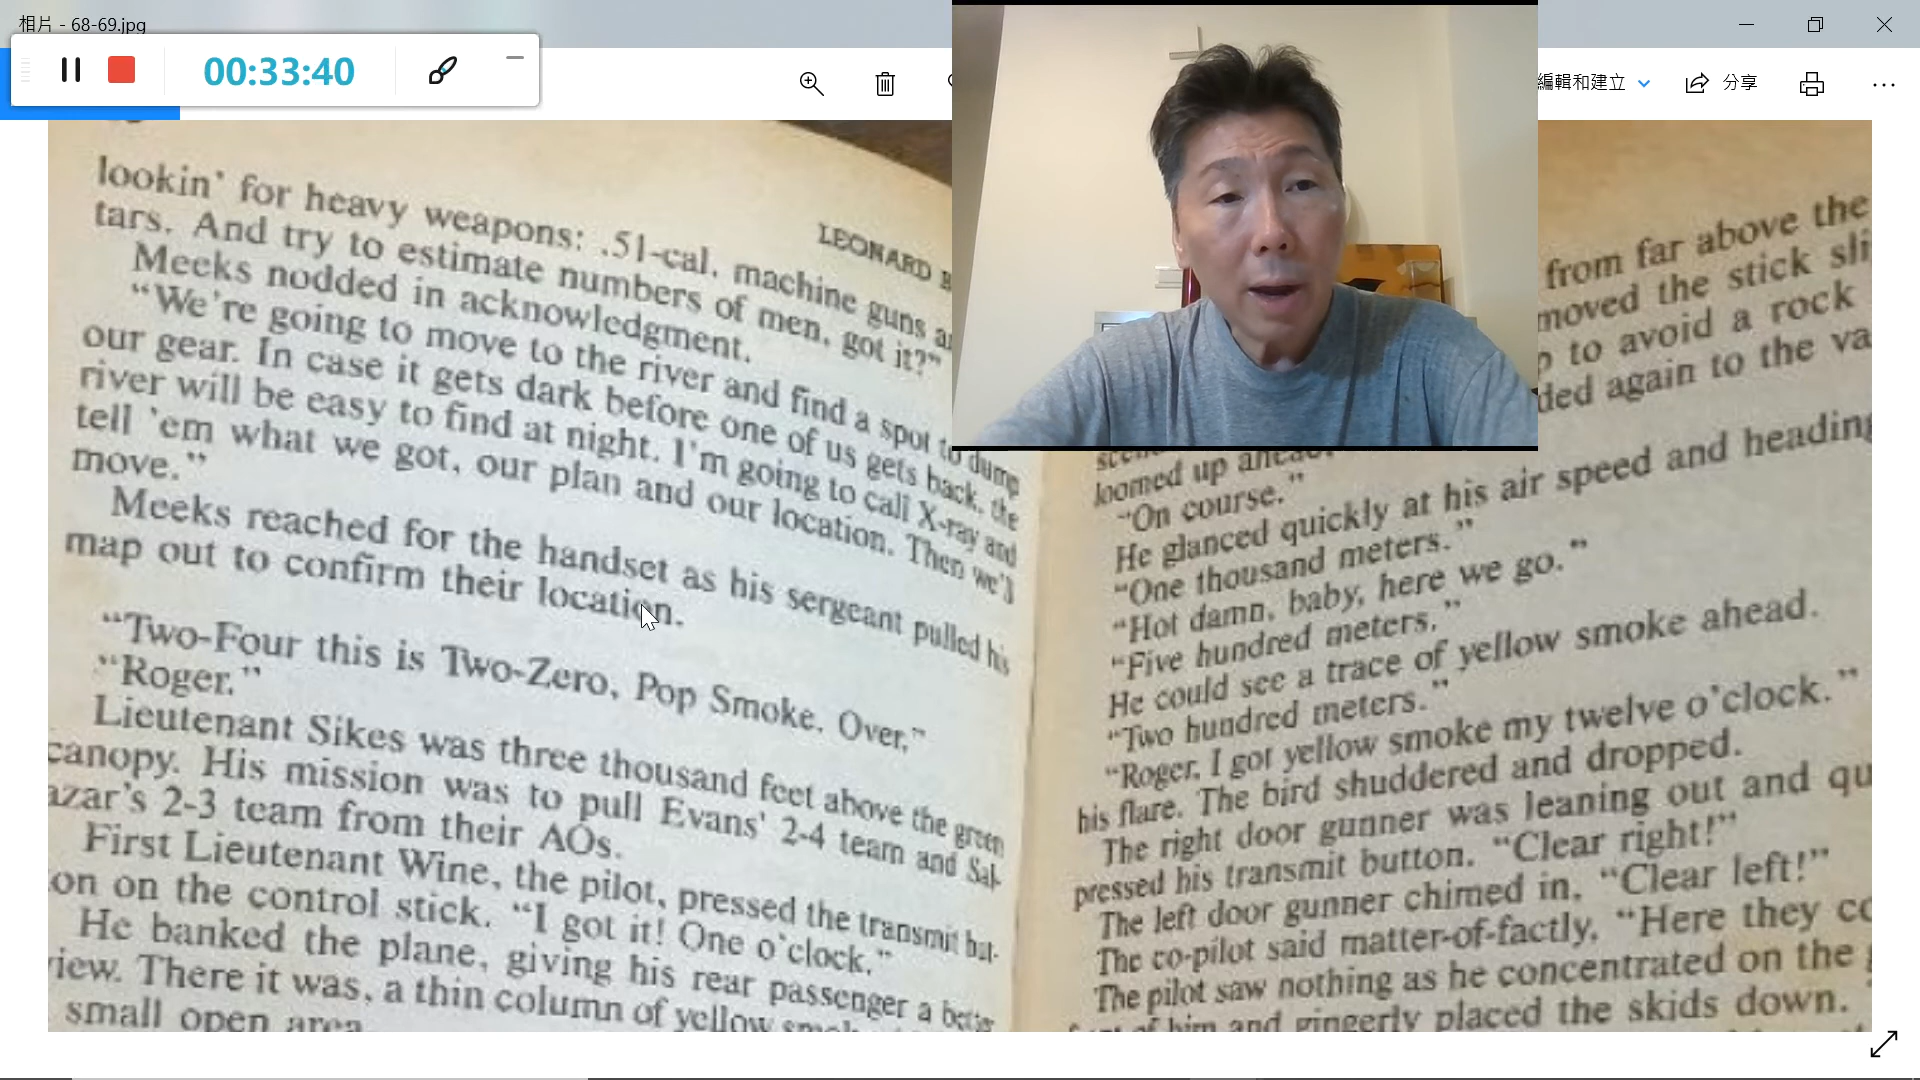 相片 - 68-69.jpg
00:33:40
編輯和建立
分享
LEONARD
lookin' for heavy weapons: .51-cal. machine guns
tars. And try to estimate numbers of men, got it?"
Meeks nodded in acknowledgment.
"We're going to move to the river and find a spot to dump
our gear. In case it gets dark before one of us gets back, the
river will be easy to find at night. I'm going to call X-ray and
tell 'em what we got, our plan and our location. Then we'll
move."
Meeks reached for the handset as his sergeant pulled his
map out to confirm their location.
"Two-Four this is Two-Zero, Pop Smoke. Over."
"Roger."
Lieutenant Sikes was three thousand feet above the green
canopy. His mission was to pull Evans' 2-4 team and Sal-
azar's 2-3 team from their AOs.
First Lieutenant Wine, the pilot, pressed the transmit but-
on on the control stick. "I got it! One o'clock."
He banked the plane, giving his rear passenger a better
iew. There it was, a thin column of yellow
small open area
from far above the
moved the stick sli
p to avoid a rock
ded again to the va
loomed up ahead.
"On course."
He glanced quickly at his air speed and heading
"One thousand meters."
"Hot damn, baby, here we go."
"Five hundred meters."
He could see a trace of yellow smoke ahead.
"Two hundred meters."
"Roger, I got yellow smoke my twelve o'clock."
his flare. The bird shuddered and dropped.
The right door gunner was leaning out and qu
pressed his transmit button. "Clear right!"
The left door gunner chimed in, "Clear left!"
The co-pilot said matter-of-factly, "Here they co
The pilot saw nothing as he concentrated on the
of him and gingerly placed the skids down.